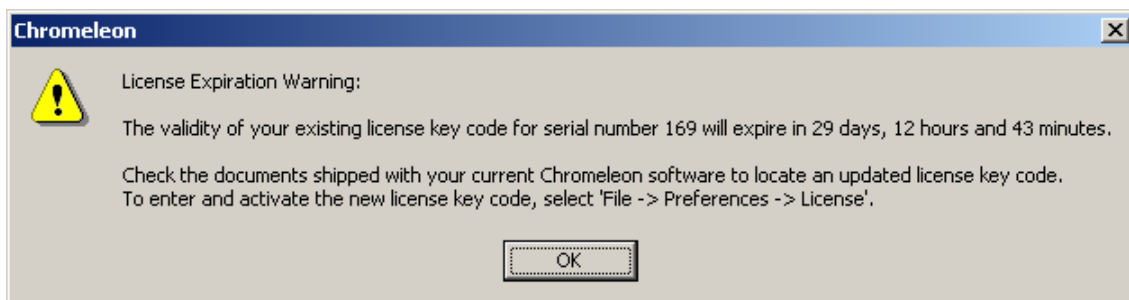 Chromeleon
License Expiration Warning:
The validity of your existing license key code for serial number 169 will expire in 29 days, 12 hours and 43 minutes.
Check the documents shipped with your current Chromeleon software to locate an updated license key code.
To enter and activate the new license key code, select 'File -> Preferences -> License'.
OK